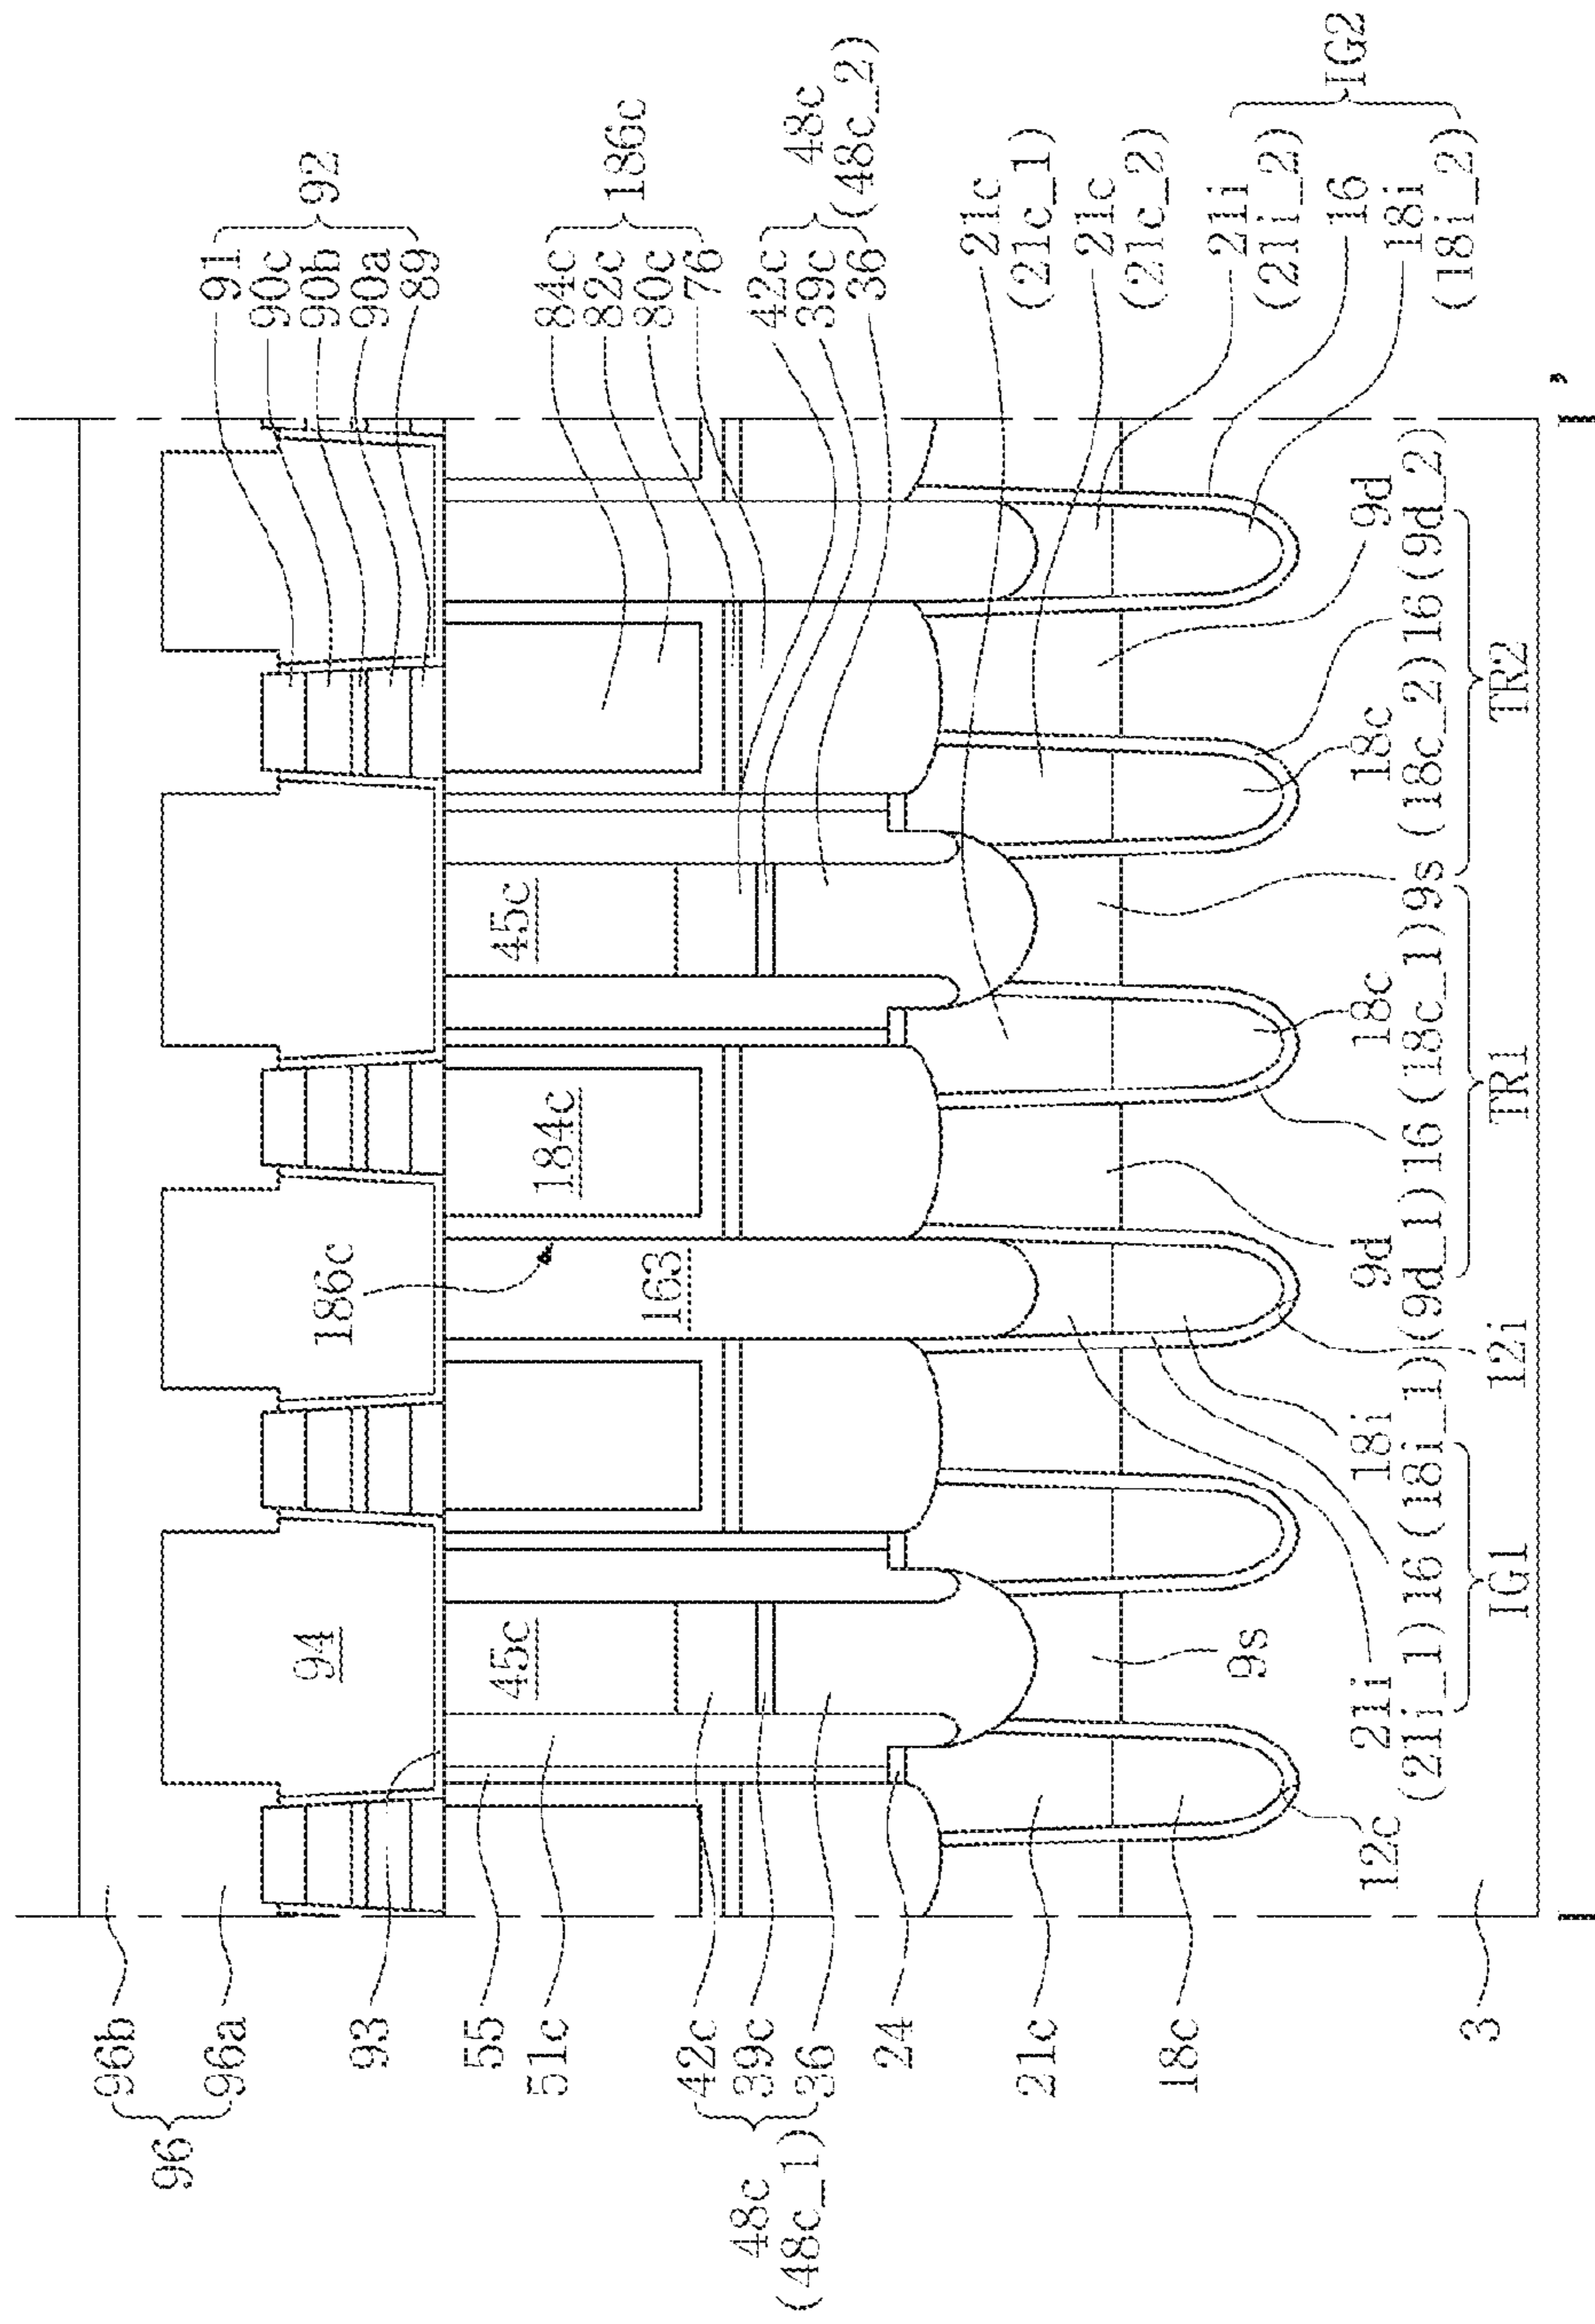 96b
96
96a
93
55
51c
42c
48c
39c
(48c_1)
36
24
21c
18c
3
94
186c
45c
184c
45c
163
9s
12c
91
90c
90b
92
90a
89
84c
82c
186c
80c
76
42c
48c
39c
(48c_2)
36
21c
(21c_1)
21c
(21c_2)
21i
(21i_2)
IG2
16
18i
(18i_2)
21i 18i 9d 18c 18c 9d
(21i_1) 16 (18i_1) (9d_1) 16 (18c_1) 9s (18c_2) 16 (9d_2)
IG1 12i TR1 TR2